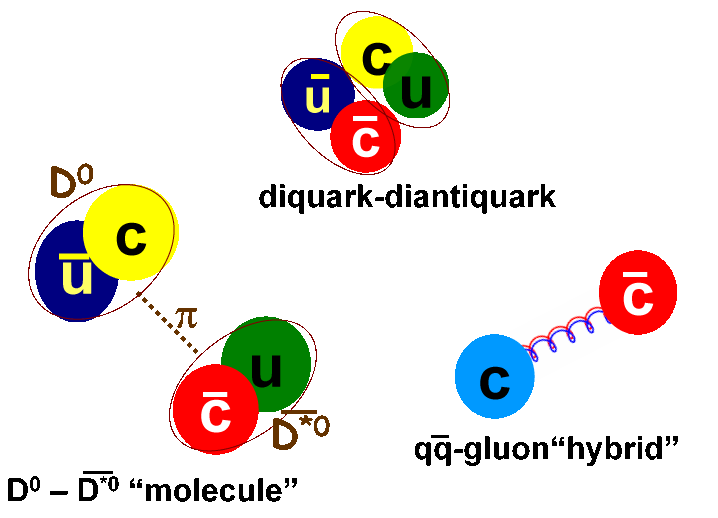 c
ū
u
c̄
diquark-diantiquark
D⁰
c
ū
π
u
c̄
D̅*⁰
D⁰ – D̅*⁰ “molecule”
c̄
c
qq̄-gluon“hybrid”